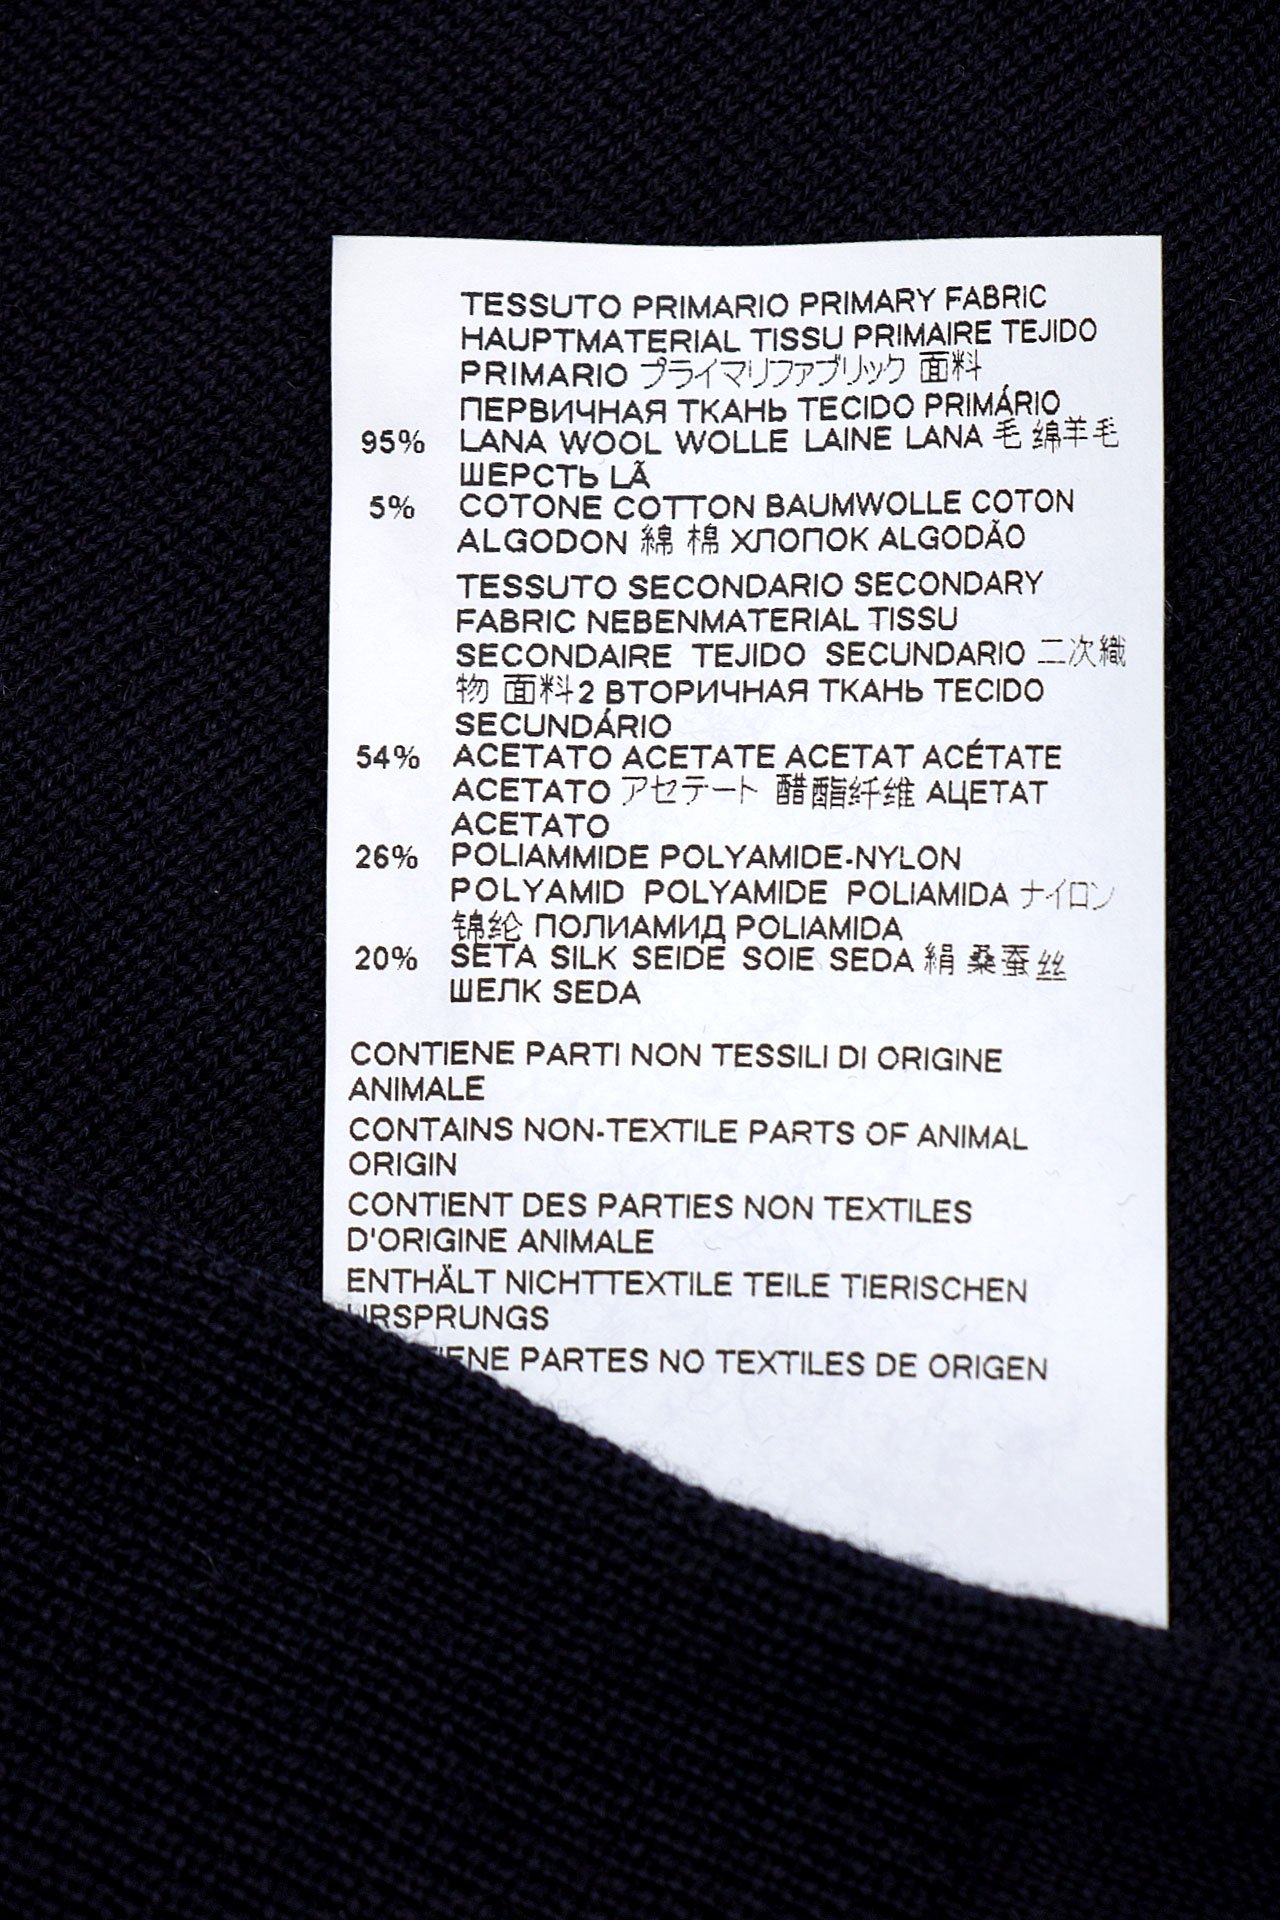 TESSUTO PRIMARIO PRIMARY FABRIC
HAUPTMATERIAL TISSU PRIMAIRE TEJIDO
PRIMARIO プライマリファブリック 面料
ПЕРВИЧНАЯ ТКАНЬ TECIDO PRIMÁRIO
95% LANA WOOL WOLLE LAINE LANA 毛 绵羊毛
ШЕРСТЬ LÃ
5% COTONE COTTON BAUMWOLLE COTON
ALGODON 綿 棉 ХЛОПОК ALGODÃO
TESSUTO SECONDARIO SECONDARY
FABRIC NEBENMATERIAL TISSU
SECONDAIRE TEJIDO SECUNDARIO 二次織
物 面料2 ВТОРИЧНАЯ ТКАНЬ TECIDO
SECUNDÁRIO
54% ACETATO ACETATE ACETAT ACÉTATE
ACETATO アセテート 醋酯纤维 АЦЕТАТ
ACETATO
26% POLIAMMIDE POLYAMIDE-NYLON
POLYAMID POLYAMIDE POLIAMIDA ナイロン
锦纶 ПОЛИАМИД POLIAMIDA
20% SETA SILK SEIDE SOIE SEDA 絹 桑蚕丝
ШЕЛК SEDA
CONTIENE PARTI NON TESSILI DI ORIGINE
ANIMALE
CONTAINS NON-TEXTILE PARTS OF ANIMAL
ORIGIN
CONTIENT DES PARTIES NON TEXTILES
D'ORIGINE ANIMALE
ENTHÄLT NICHTTEXTILE TEILE TIERISCHEN
URSPRUNGS
PARTES NO TEXTILES DE ORIGEN